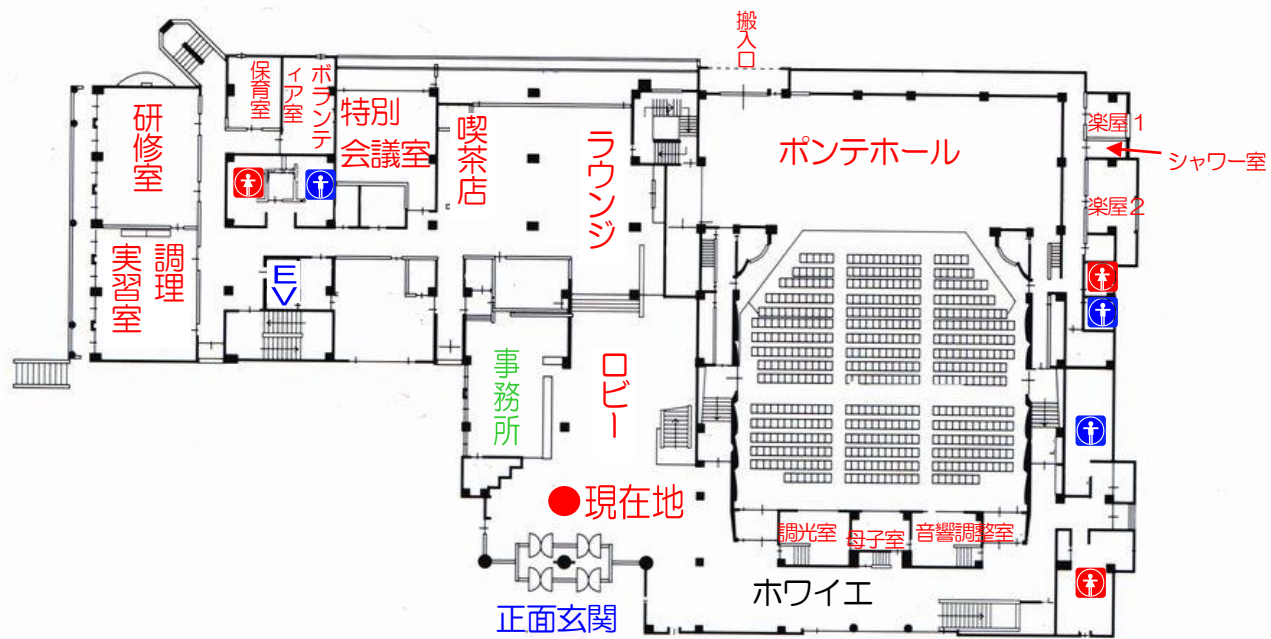 搬入口
保育室
ボランテ
ィア室
特別
会議室
研修室
喫茶店
ラウンジ
ポンテホール
楽屋1
シャワー室
楽屋2
調理
実習室
EV
事務所
ロビー
現在地
調光室
母子室
音響調整室
ホワイエ
正面玄関